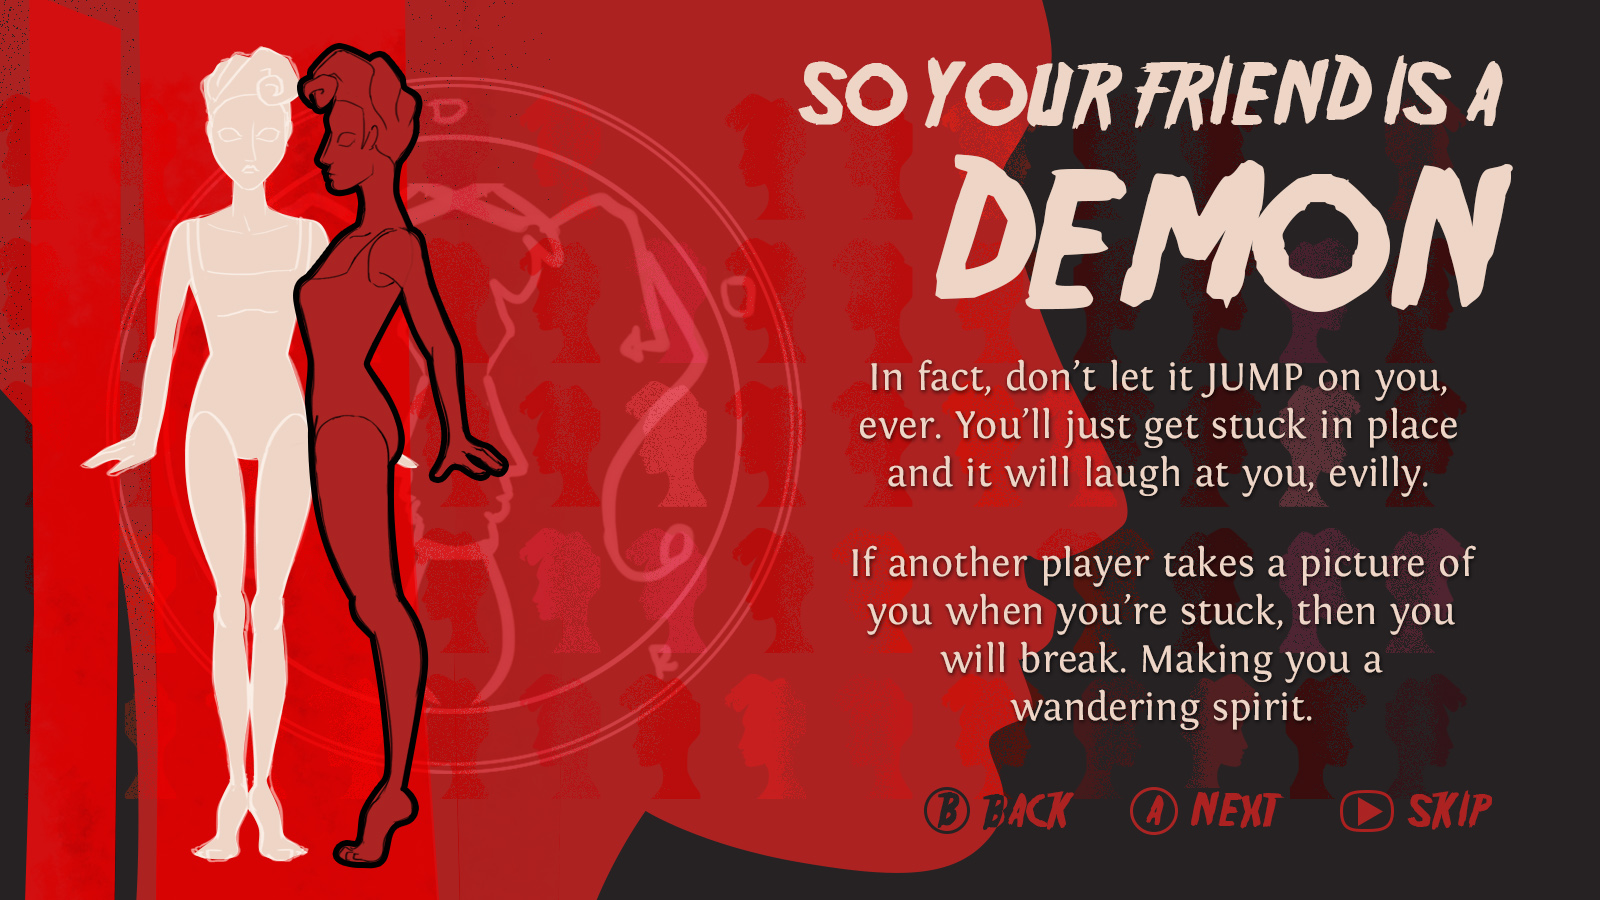 SO YOUR FRIEND IS A
DEMON
In fact, don't let it JUMP on you,
ever. You'll just get stuck in place
and it will laugh at you, evilly.
If another player takes a picture of
you when you're stuck, then you
will break. Making you a
wandering spirit.
B BACK A NEXT SKIP